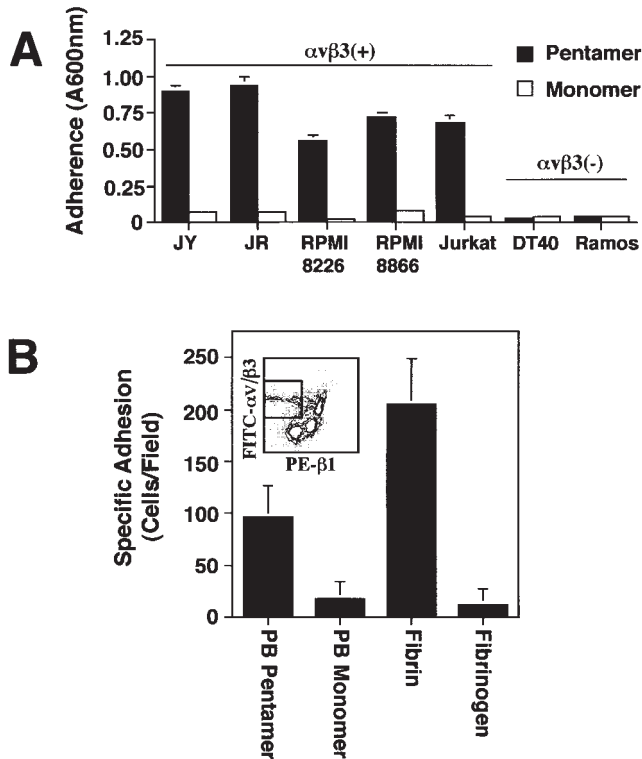 A
Adherence (A600nm)
1.25
1.00
0.75
0.50
0.25
0
αvβ3(+)
Pentamer
Monomer
αvβ3(-)
JY
JR
RPMI
8226
RPMI
8866
Jurkat
DT40
Ramos
B
Specific Adhesion
(Cells/Field)
250
200
150
100
50
0
FITC-αv/β3
PE-β1
PB Pentamer
PB Monomer
Fibrin
Fibrinogen